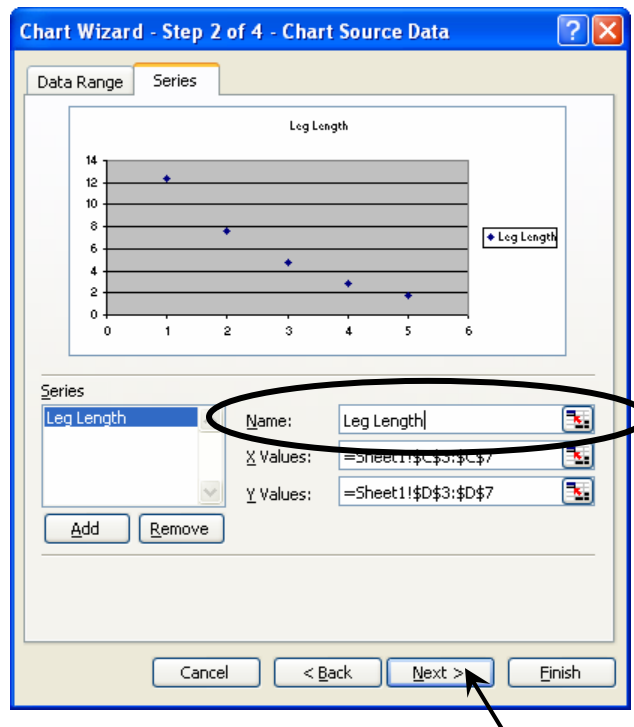 Chart Wizard - Step 2 of 4 - Chart Source Data
Data Range Series
Leg Length
14
12
10
8
6
4
2
0
0 1 2 3 4 5 6
Leg Length
Series
Leg Length
Name: Leg Length
X Values: =Sheet1!$C$3:$C$7
Y Values: =Sheet1!$D$3:$D$7
Add Remove
Cancel < Back Next > Finish